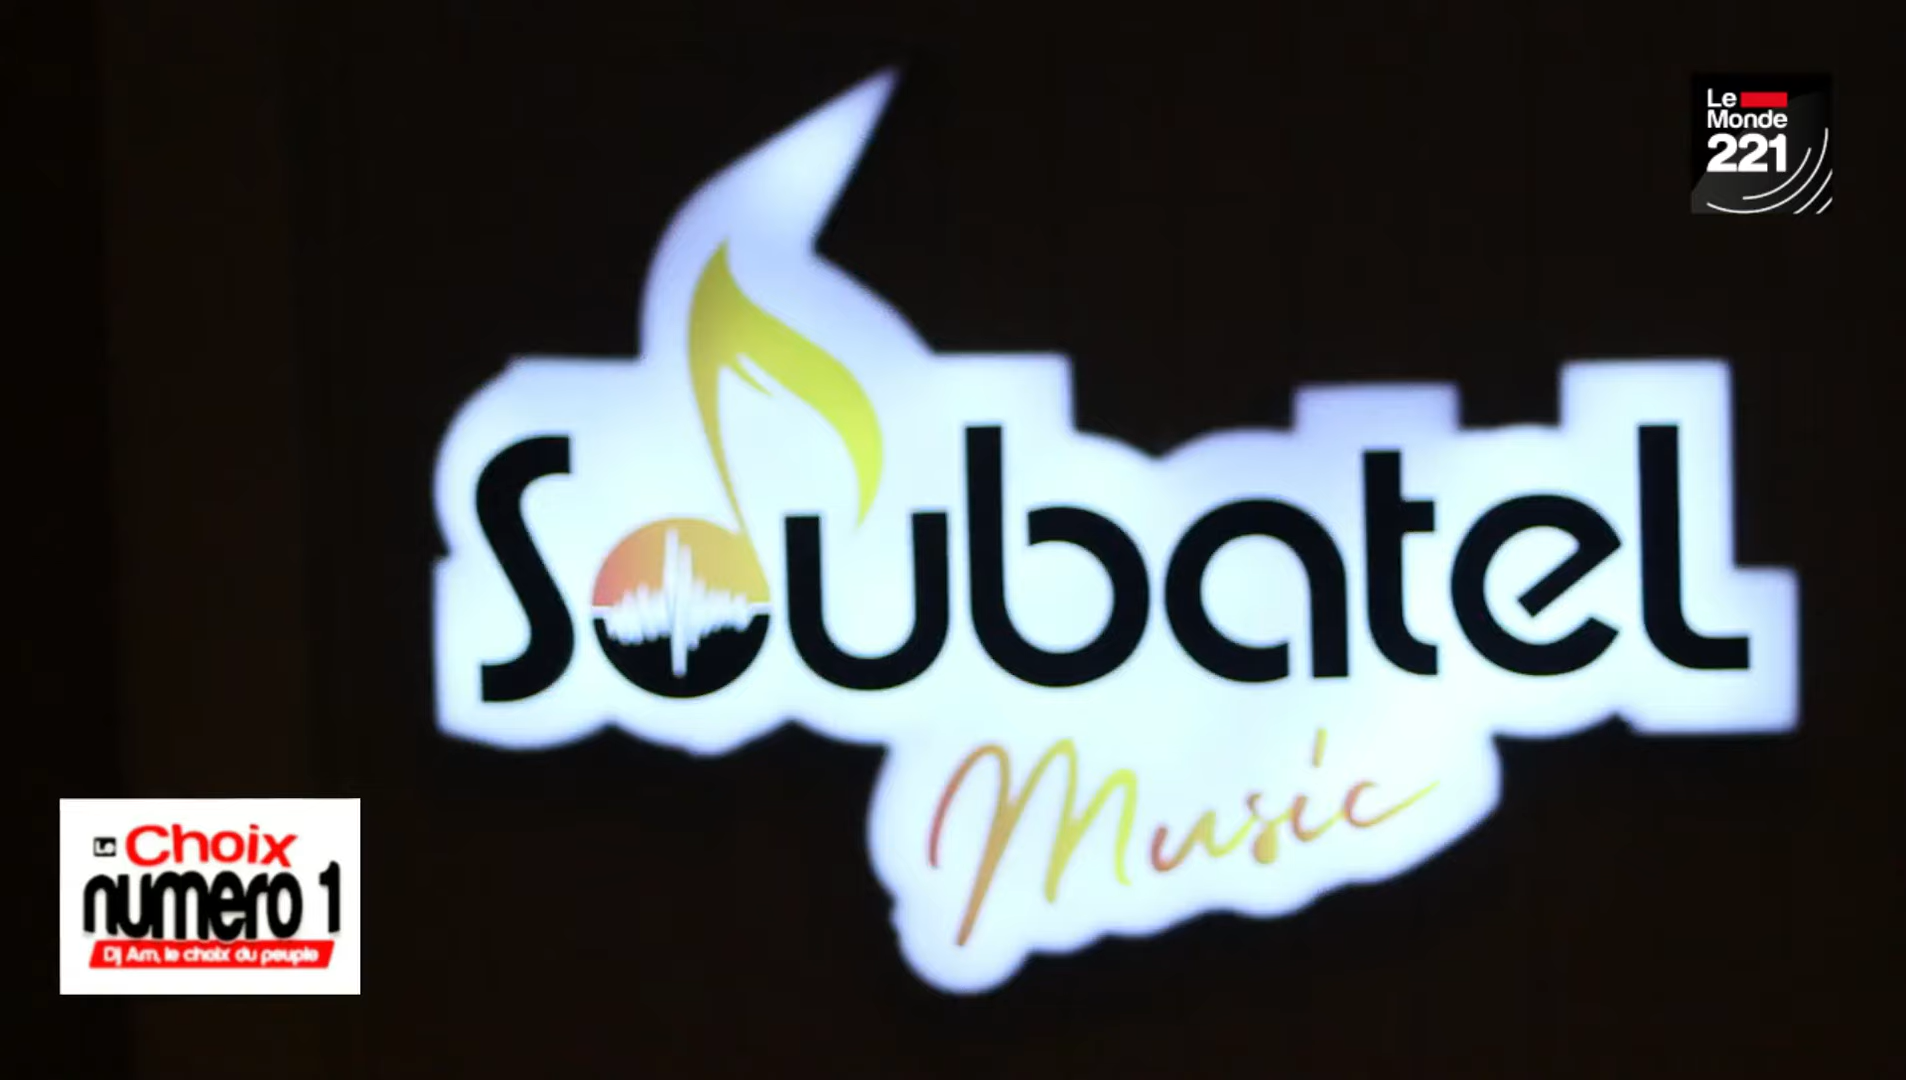 Le
Monde
221
Soubatel
Music
Le Choix
numero 1
Dj Am, le choix du peuple